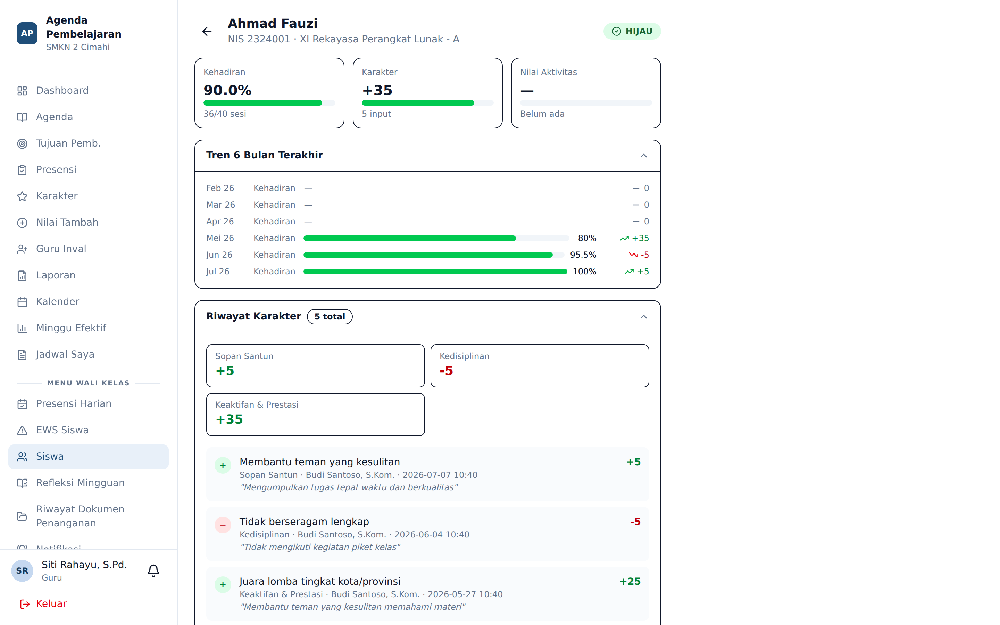 AP
Agenda
Pembelajaran
SMKN 2 Cimahi
Dashboard
Agenda
Tujuan Pemb.
Presensi
Karakter
Nilai Tambah
Guru Inval
Laporan
Kalender
Minggu Efektif
Jadwal Saya
MENU WALI KELAS
Presensi Harian
EWS Siswa
Siswa
Refleksi Mingguan
Riwayat Dokumen
Penanganan
Notifikasi
SR
Siti Rahayu, S.Pd.
Guru
Keluar
Ahmad Fauzi
NIS 2324001 · XI Rekayasa Perangkat Lunak - A
HIJAU
Kehadiran
90.0%
36/40 sesi
Karakter
+35
5 input
Nilai Aktivitas
—
Belum ada
Tren 6 Bulan Terakhir
Feb 26 Kehadiran — 0
Mar 26 Kehadiran — 0
Apr 26 Kehadiran — 0
Mei 26 Kehadiran 80% +35
Jun 26 Kehadiran 95.5% -5
Jul 26 Kehadiran 100% +5
Riwayat Karakter 5 total
Sopan Santun
+5
Kedisiplinan
-5
Keaktifan & Prestasi
+35
+ Membantu teman yang kesulitan +5
Sopan Santun · Budi Santoso, S.Kom. · 2026-07-07 10:40
"Mengumpulkan tugas tepat waktu dan berkualitas"
− Tidak berseragam lengkap -5
Kedisiplinan · Budi Santoso, S.Kom. · 2026-06-04 10:40
"Tidak mengikuti kegiatan piket kelas"
+ Juara lomba tingkat kota/provinsi +25
Keaktifan & Prestasi · Budi Santoso, S.Kom. · 2026-05-27 10:40
"Membantu teman yang kesulitan memahami materi"